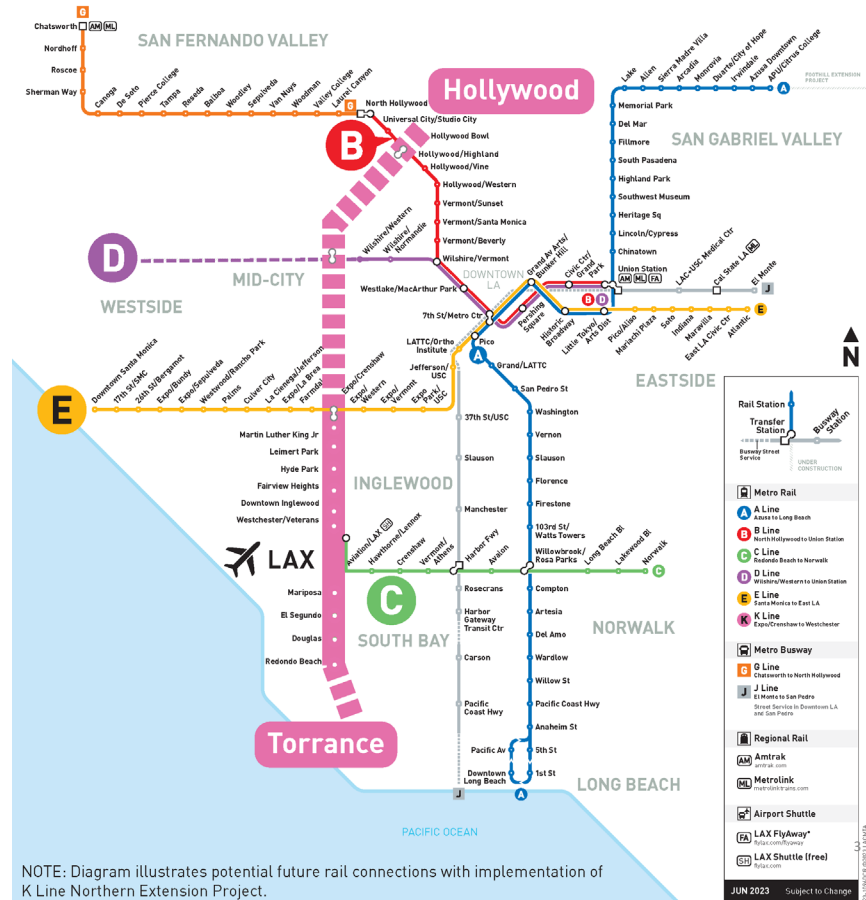 G
Chatsworth AM ML
Nordhoff
Roscoe
Sherman Way
SAN FERNANDO VALLEY
Canoga
De Soto
Pierce College
Tampa
Reseda
Balboa
Woodley
Sepulveda
Van Nuys
Woodman
Valley College
Laurel Canyon
G
North Hollywood
Universal City/Studio City
Hollywood
B
Hollywood Bowl
Hollywood/Highland
Hollywood/Vine
Hollywood/Western
Vermont/Sunset
Vermont/Santa Monica
Vermont/Beverly
Wilshire/Vermont
Lake
Allen
Sierra Madre Villa
Arcadia
Monrovia
Duarte/City of Hope
Irwindale
Azusa Downtown
APU/Citrus College
A
FOOTHILL EXTENSION
PROJECT
Memorial Park
Del Mar
Fillmore
South Pasadena
Highland Park
Southwest Museum
Heritage Sq
Lincoln/Cypress
Chinatown
Union Station
AM ML FA
SAN GABRIEL VALLEY
D
WESTSIDE
MID-CITY
Wilshire/Western
Wilshire/
Normandie
Westlake/MacArthur Park
7th St/Metro Ctr
DOWNTOWN
LA
Grand Av Arts/
Bunker Hill
Civic Ctr/
Grand
Park
B D
Pershing
Square
Historic
Broadway
Little Tokyo/
Arts Dist
LAC+USC Medical Ctr
Cal State LA ML
El Monte
J
Pico/Aliso
Mariachi Plaza
Soto
Indiana
Maravilla
East LA Civic Ctr
Atlantic
E
EASTSIDE
N
LATTC/Ortho
Institute
Pico
A
Jefferson/
USC
Grand/LATTC
San Pedro St
Washington
Vernon
Slauson
Florence
Firestone
103rd St/
Watts Towers
Willowbrook/
Rosa Parks
E
Downtown Santa Monica
17th St/SMC
26th St/Bergamot
Expo/Bundy
Expo/Sepulveda
Westwood/Rancho Park
Palms
Culver City
La Cienega/Jefferson
Expo/La Brea
Farmdale
Expo/Crenshaw
Expo/
Western
Expo/
Vermont
Expo
Park/
USC
37th St/USC
Slauson
Manchester
Martin Luther King Jr
Leimert Park
Hyde Park
Fairview Heights
Downtown Inglewood
Westchester/Veterans
INGLEWOOD
LAX
Aviation/LAX SH
Hawthorne/Lennox
Crenshaw
Vermont/
Athens
Harbor Fwy
Avalon
Long Beach Bl
Lakewood Bl
Norwalk
C
C
SOUTH BAY
NORWALK
Mariposa
El Segundo
Douglas
Redondo Beach
Torrance
Rosecrans
Harbor
Gateway
Transit Ctr
Carson
Pacific
Coast Hwy
J
Compton
Artesia
Del Amo
Wardlow
Willow St
Pacific Coast Hwy
Anaheim St
Pacific Av
5th St
Downtown
Long Beach
1st St
A
LONG BEACH
PACIFIC OCEAN
Rail Station
Transfer
Station
Busway
Station
Busway Street
Service
UNDER
CONSTRUCTION
Metro Rail
A A Line
Azusa to Long Beach
B B Line
North Hollywood to Union Station
C C Line
Redondo Beach to Norwalk
D D Line
Wilshire/Western to Union Station
E E Line
Santa Monica to East LA
K K Line
Expo/Crenshaw to Westchester
Metro Busway
G G Line
Chatsworth to North Hollywood
J J Line
El Monte to San Pedro
Street Service in Downtown LA
and San Pedro
Regional Rail
AM Amtrak
amtrak.com
ML Metrolink
metrolinktrains.com
Airport Shuttle
FA LAX FlyAway*
flylax.com/flyaway
SH LAX Shuttle (free)
flylax.com
JUN 2023 Subject to Change
3
NOTE: Diagram illustrates potential future rail connections with implementation of
K Line Northern Extension Project.